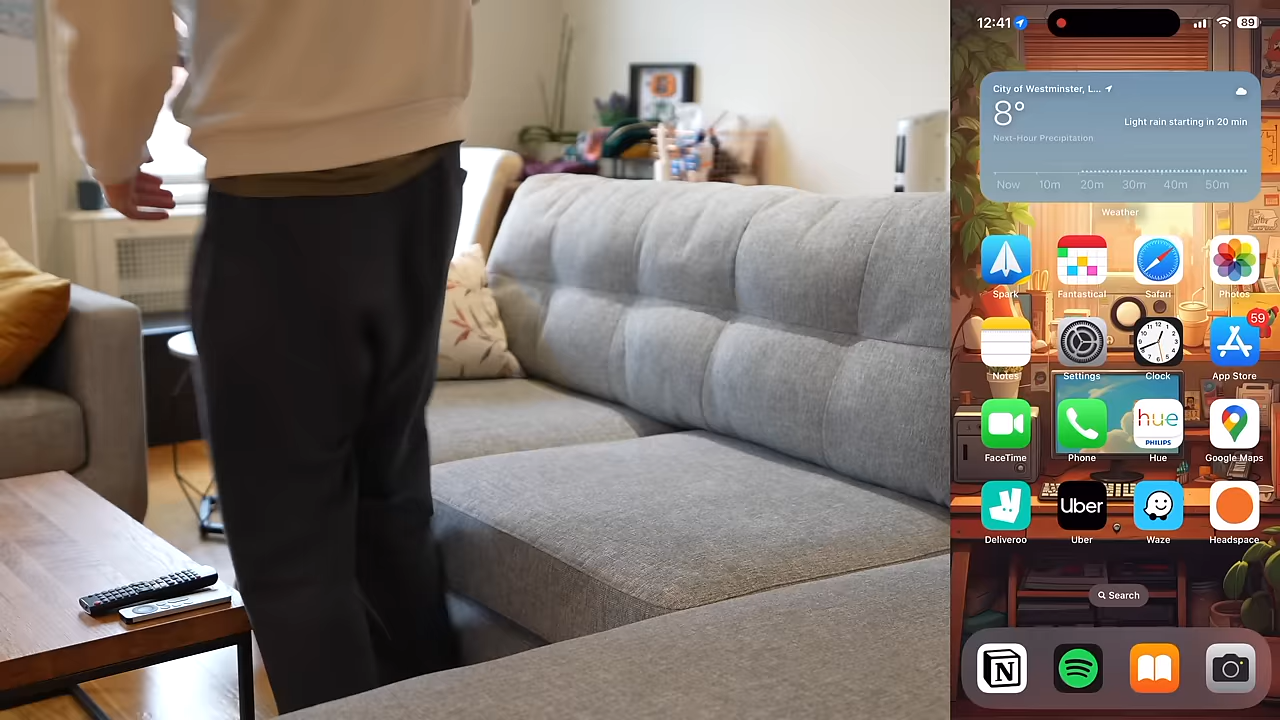 12:41
89
City of Westminster, L...
8°
Light rain starting in 20 min
Next-Hour Precipitation
Now 10m 20m 30m 40m 50m
Weather
Spark Fantastical Safari Photos
59
Notes Settings Clock App Store
hue
PHILIPS
FaceTime Phone Hue Google Maps
Uber
Deliveroo Uber Waze Headspace
Search
N